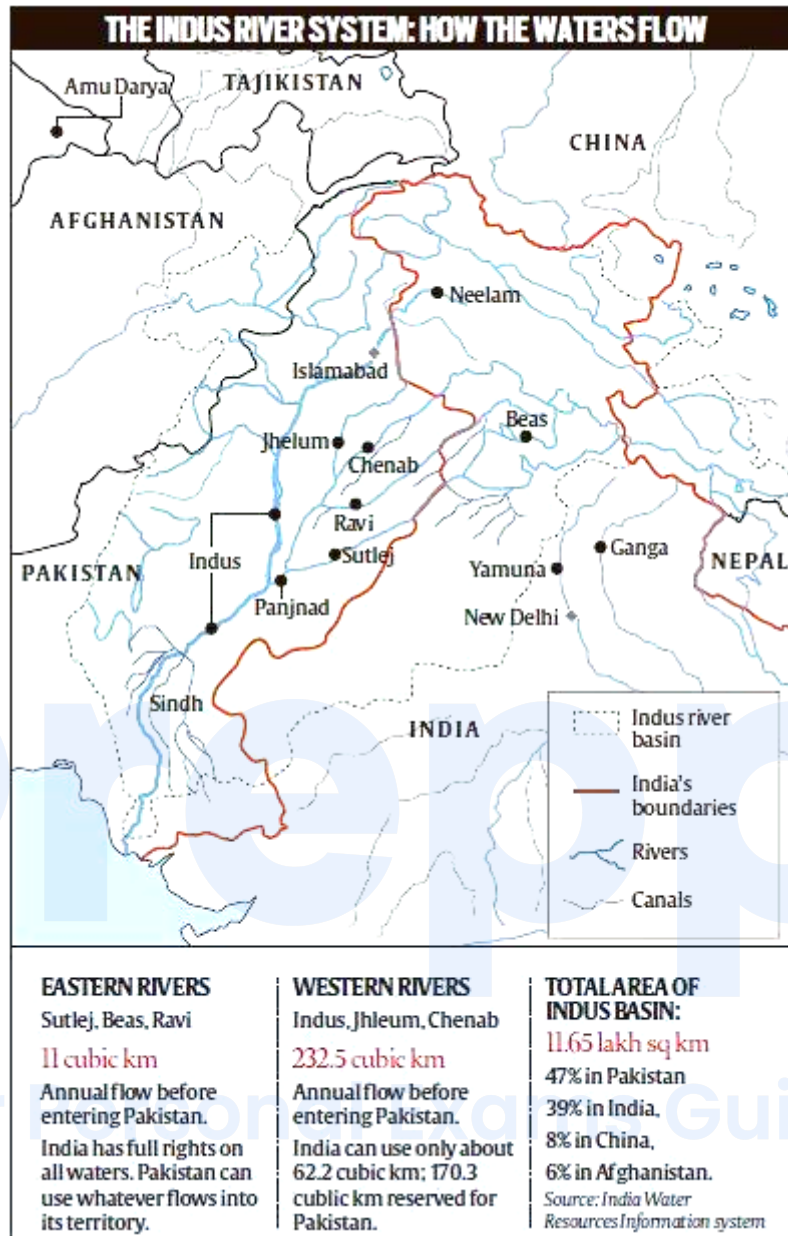 THE INDUS RIVER SYSTEM: HOW THE WATERS FLOW
Amu Darya
TAJIKISTAN
CHINA
AFGHANISTAN
Neelam
Islamabad
Beas
Jhelum
Chenab
Ravi
Indus
Sutlej
Ganga
PAKISTAN
Yamuna
NEPAL
Panjnad
New Delhi
Sindh
INDIA
Indus river
basin
India's
boundaries
Rivers
Canals
prepp
EASTERN RIVERS
Sutlej, Beas, Ravi
11 cubic km
Annual flow before
entering Pakistan.
India has full rights on
all waters. Pakistan can
use whatever flows into
its territory.
WESTERN RIVERS
Indus, Jhleum, Chenab
232.5 cubic km
Annual flow before
entering Pakistan.
India can use only about
62.2 cubic km; 170.3
cublic km reserved for
Pakistan.
TOTAL AREA OF
INDUS BASIN:
11.65 lakh sq km
47% in Pakistan
39% in India,
8% in China,
6% in Afghanistan.
Source: India Water
Resources Information system
Personal Exams Gui